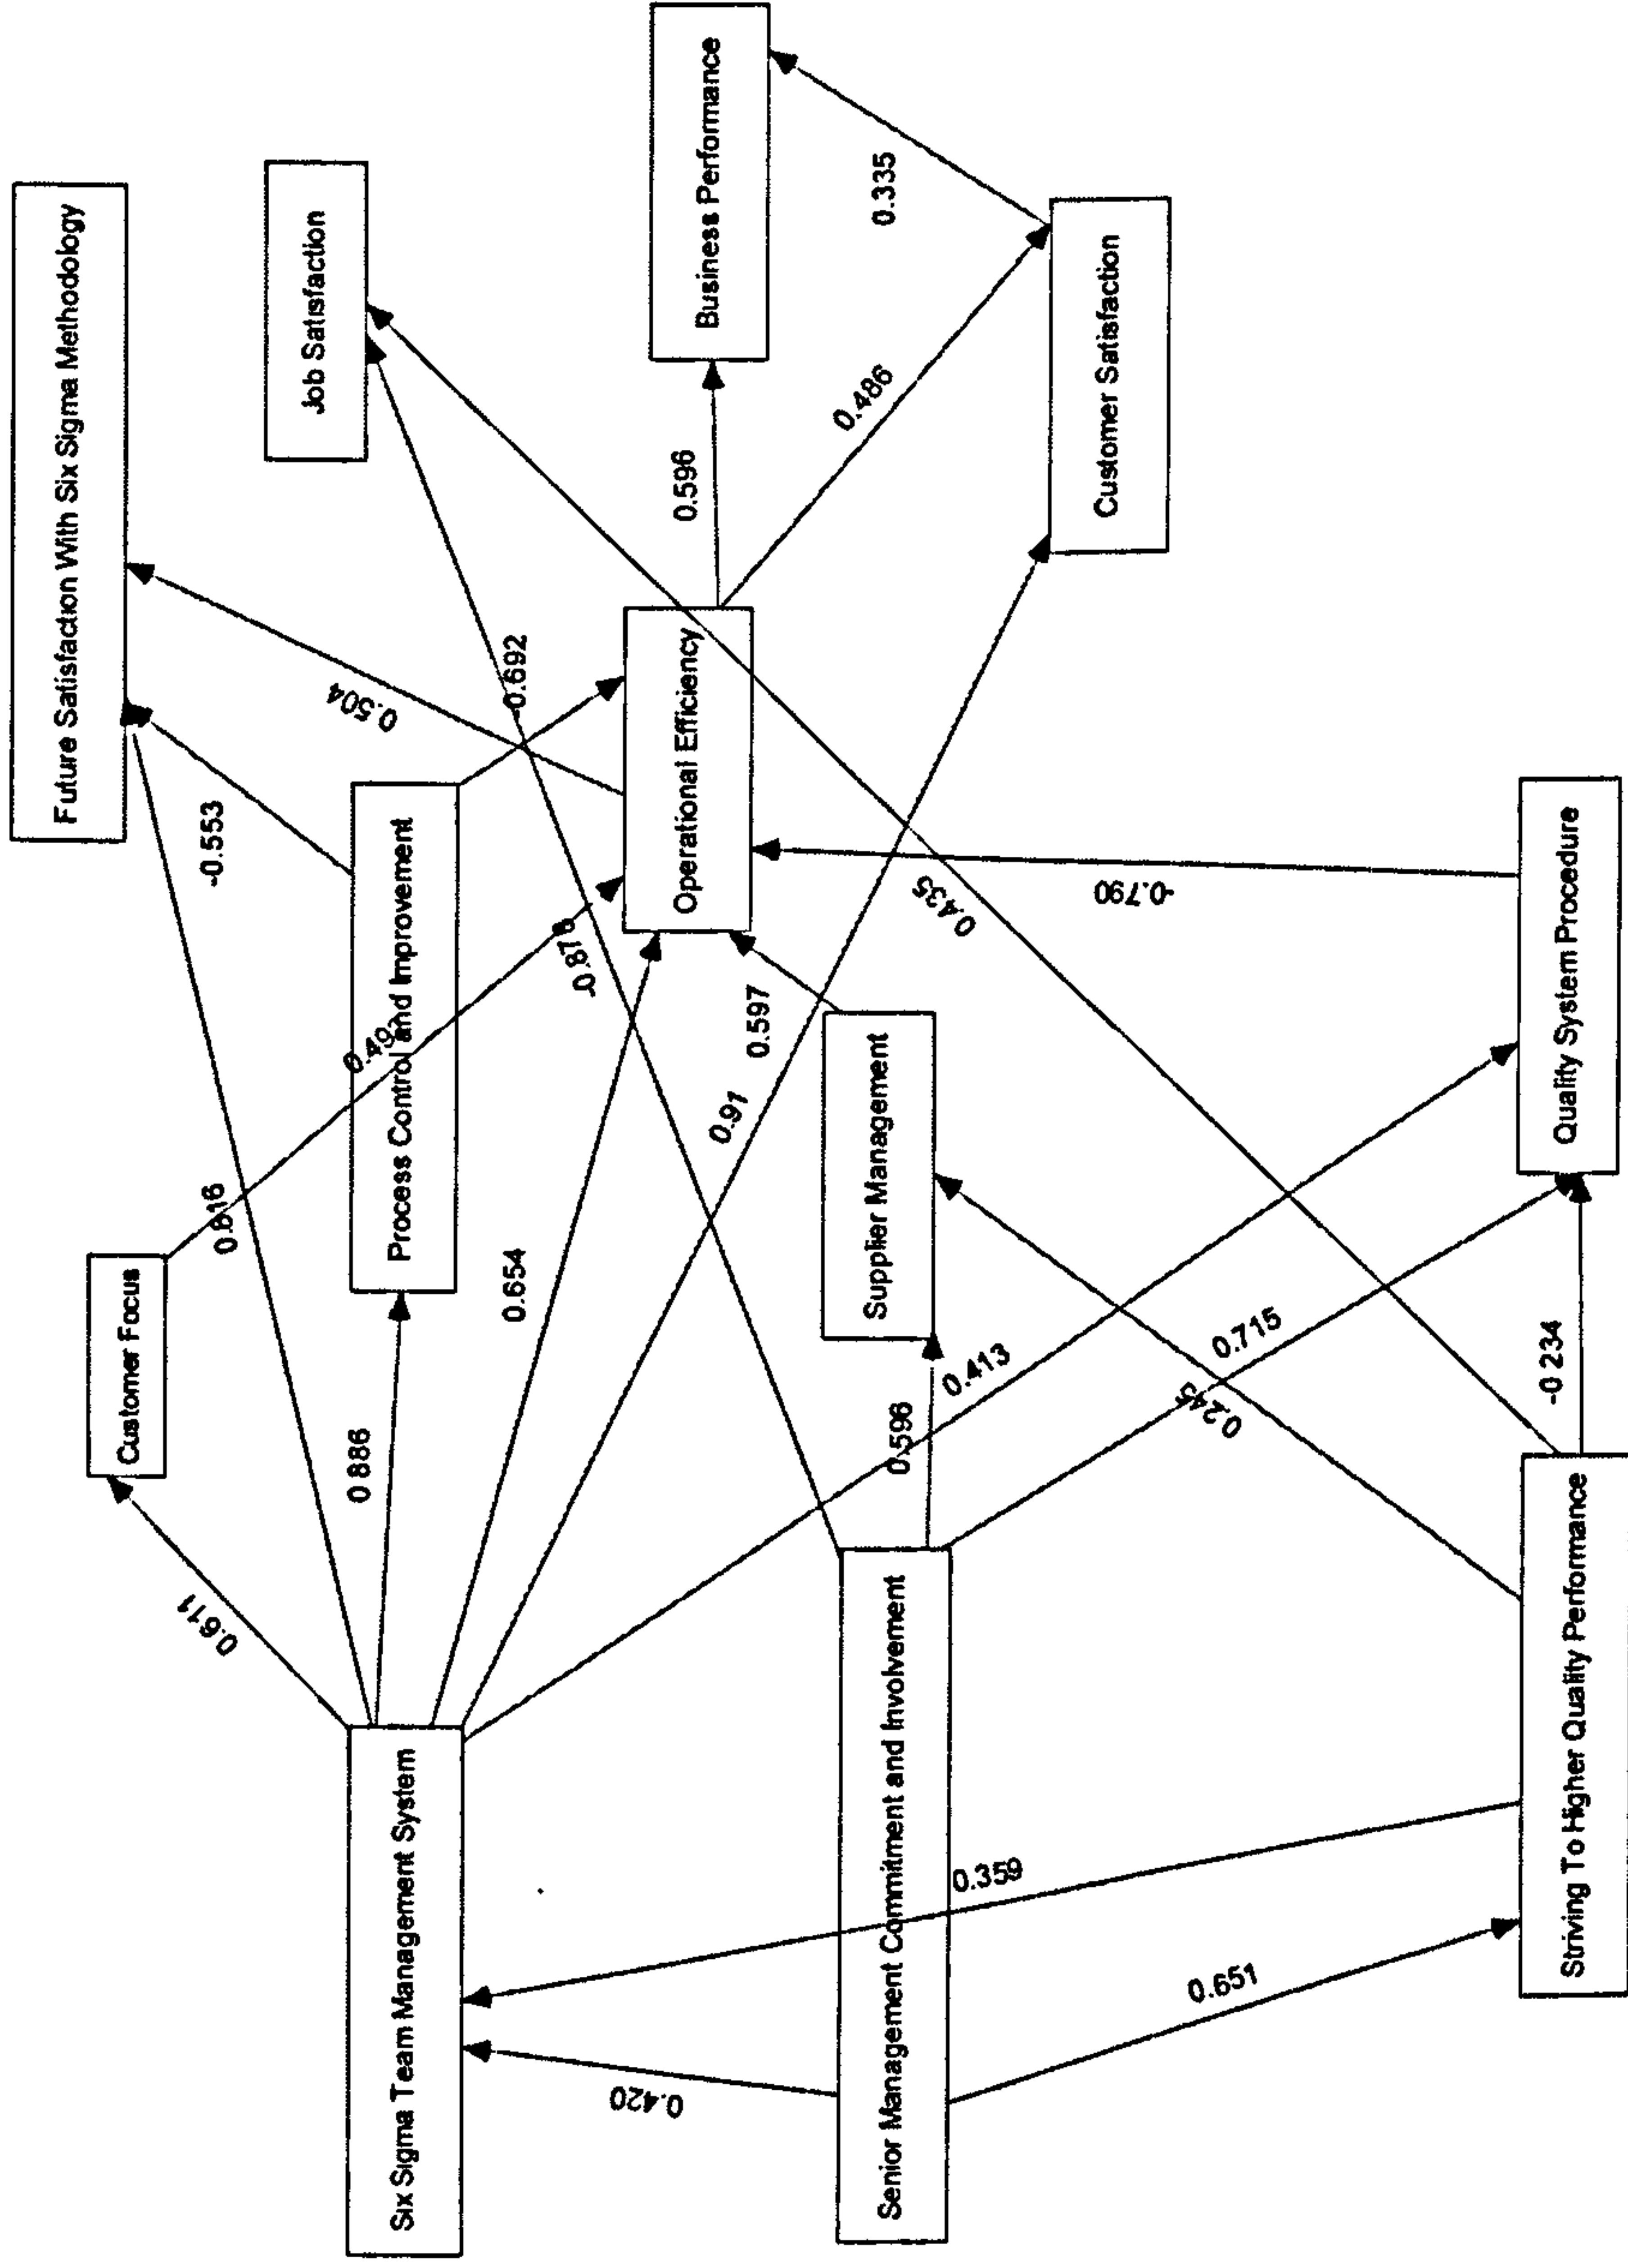 Future Satisfaction With Six Sigma Methodology
Customer Focus
0.611
-0.553
0.816
Job Satisfaction
0.504
0.886
Six Sigma Team Management System
Process Control and Improvement
0.654
-0.692
0.420
0.596
Operational Efficiency
Business Performance
0.91
0.597
0.486
Supplier Management
0.335
Senior Management Commitment and Involvement
0.596
0.435
0.359
0.413
Customer Satisfaction
-0.790
0.651
0.245
0.715
-0 234
Quality System Procedure
Striving To Higher Quality Performance